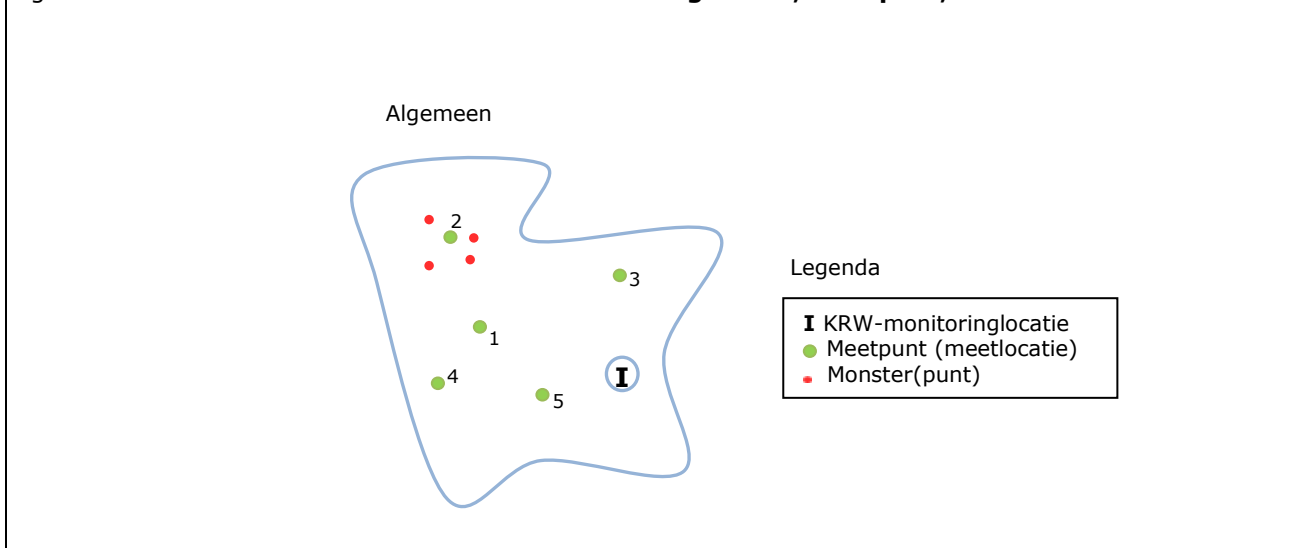 Algemeen
2
3
1
4
5
I
Legenda
I KRW-monitoringlocatie
Meetpunt (meetlocatie)
Monster(punt)